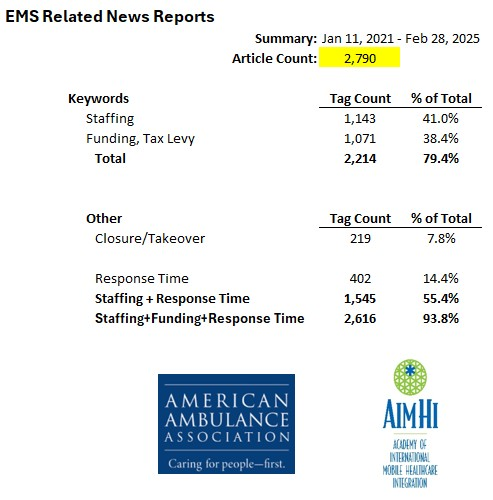 EMS Related News Reports
Summary: Jan 11, 2021 - Feb 28, 2025
Article Count: 2,790
Keywords Tag Count % of Total
Staffing 1,143 41.0%
Funding, Tax Levy 1,071 38.4%
Total 2,214 79.4%
Other Tag Count % of Total
Closure/Takeover 219 7.8%
Response Time 402 14.4%
Staffing + Response Time 1,545 55.4%
Staffing+Funding+Response Time 2,616 93.8%
AMERICAN
AMBULANCE
ASSOCIATION
Caring for people—first.
AIMHI
ACADEMY OF
INTERNATIONAL
MOBILE HEALTHCARE
INTEGRATION